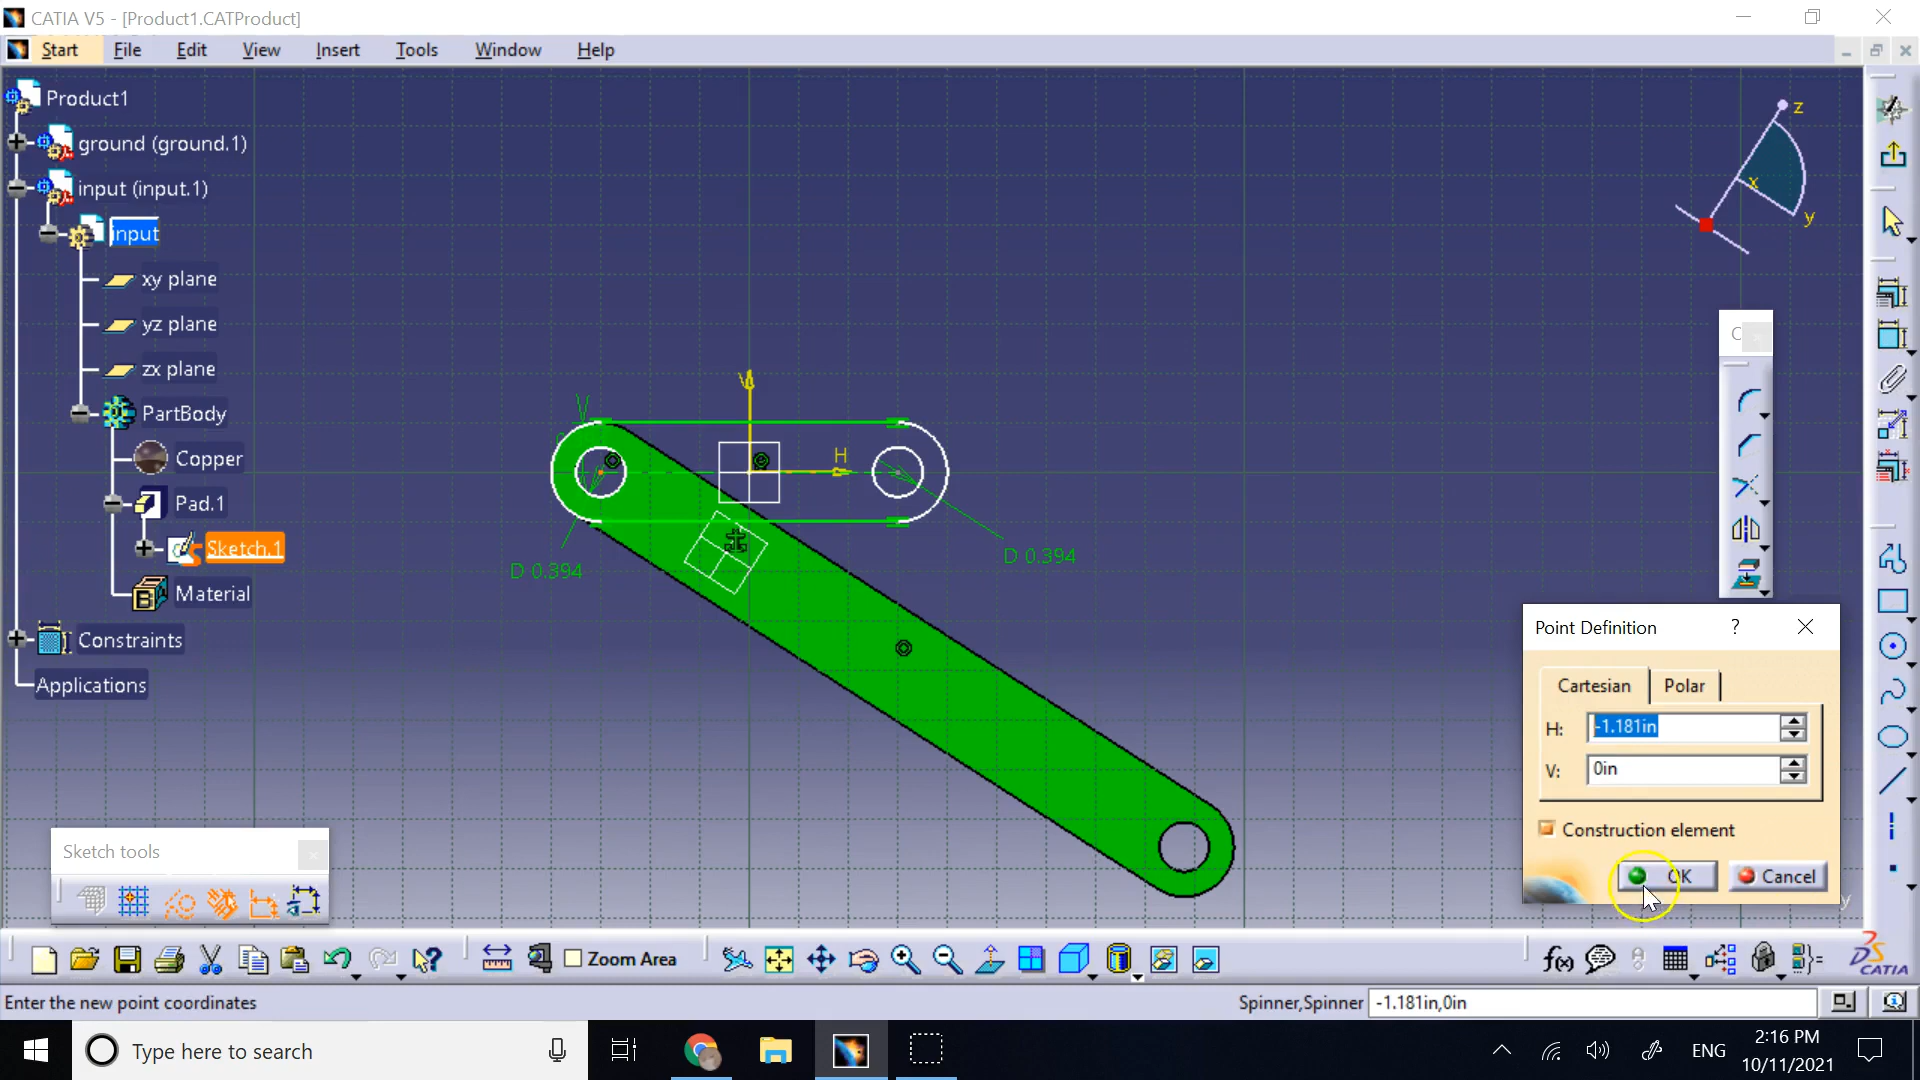 CATIA V5 - [Product1.CATProduct]
Start File Edit View Insert Tools Window Help
Product1
ground (ground.1)
input (input.1)
input
xy plane
yz plane
zx plane
PartBody
Copper
Pad.1
Sketch.1
Material
Constraints
Applications
z
x
y
V
V
H
D 0.394
D 0.394
C
Point Definition ?
Cartesian Polar
H: -1.181in
V: 0in
Construction element
OK Cancel
y
Sketch tools
Zoom Area
f(x)
CATIA
Enter the new point coordinates
Spinner,Spinner -1.181in,0in
Type here to search
ENG
2:16 PM
10/11/2021